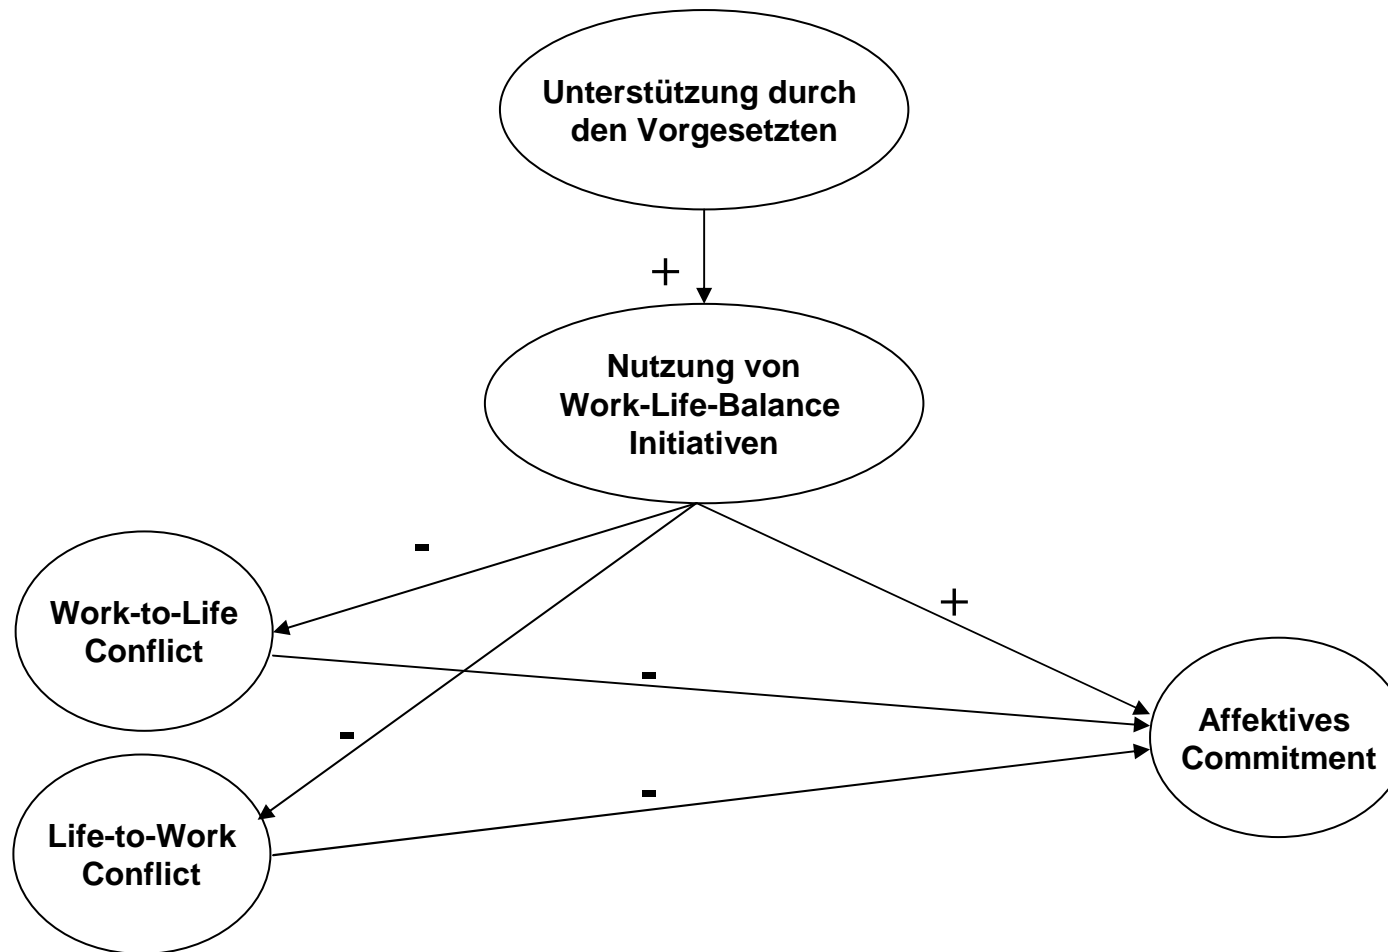 Unterstützung durch
den Vorgesetzten
+
Nutzung von
Work-Life-Balance
Initiativen
-
+
Work-to-Life
Conflict
-
-
Affektives
Commitment
-
Life-to-Work
Conflict